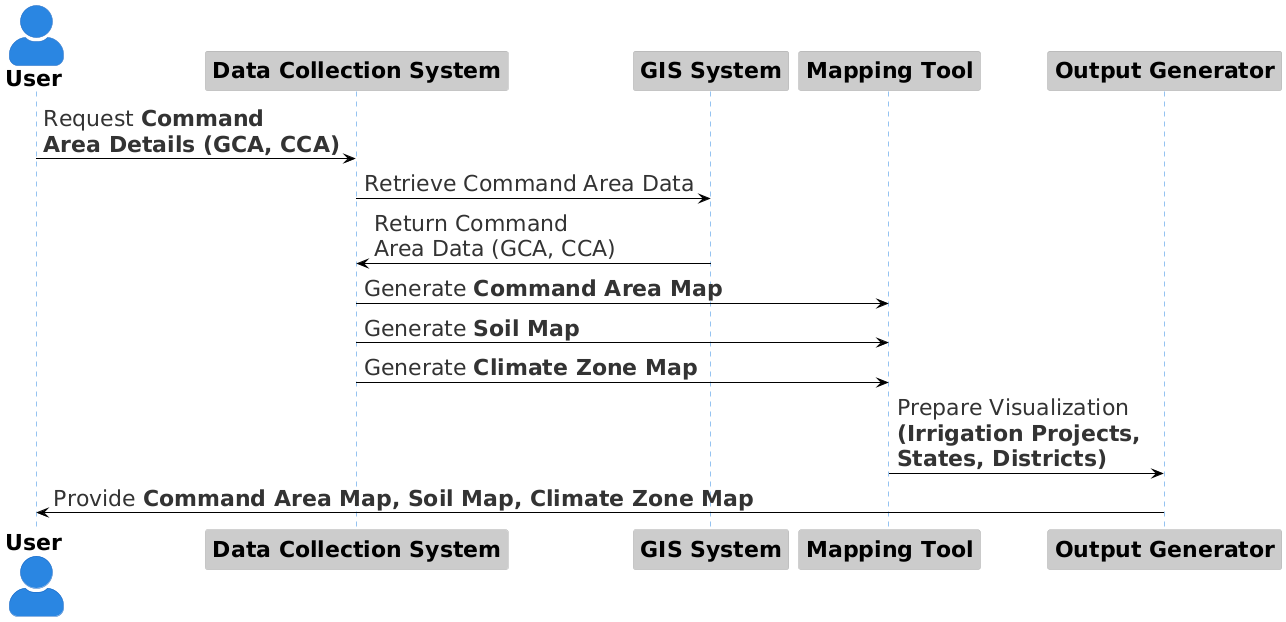 User
Data Collection System
GIS System
Mapping Tool
Output Generator
Request Command
Area Details (GCA, CCA)
Retrieve Command Area Data
Return Command
Area Data (GCA, CCA)
Generate Command Area Map
Generate Soil Map
Generate Climate Zone Map
Prepare Visualization
(Irrigation Projects,
States, Districts)
Provide Command Area Map, Soil Map, Climate Zone Map
User
Data Collection System
GIS System
Mapping Tool
Output Generator